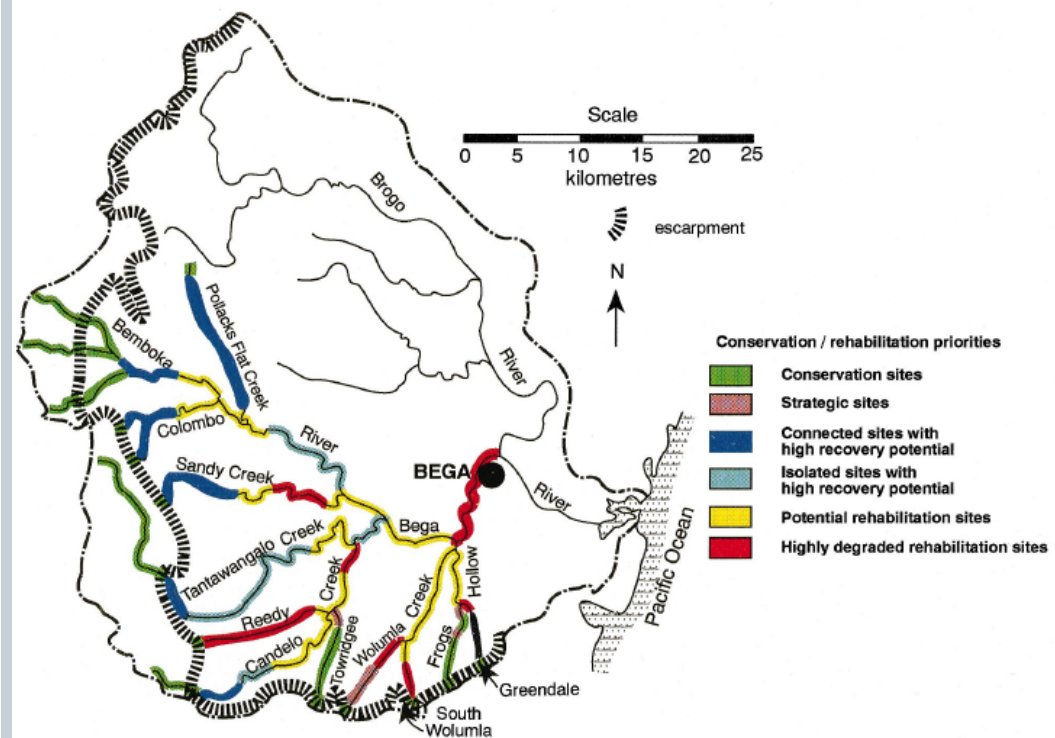 Scale
0 5 10 15 20 25
kilometres
escarpment
N
Brogo
River
Pollacks Flat Creek
Bemboka
River
Colombo
Sandy Creek
BEGA
River
Bega
Tantawangalo Creek
Creek
Hollow
Creek
Reedy
Candelo
Towridgee
Wolumla
Frogs
Greendale
South
Wolumla
Pacific Ocean
Conservation / rehabilitation priorities
Conservation sites
Strategic sites
Connected sites with
high recovery potential
Isolated sites with
high recovery potential
Potential rehabilitation sites
Highly degraded rehabilitation sites